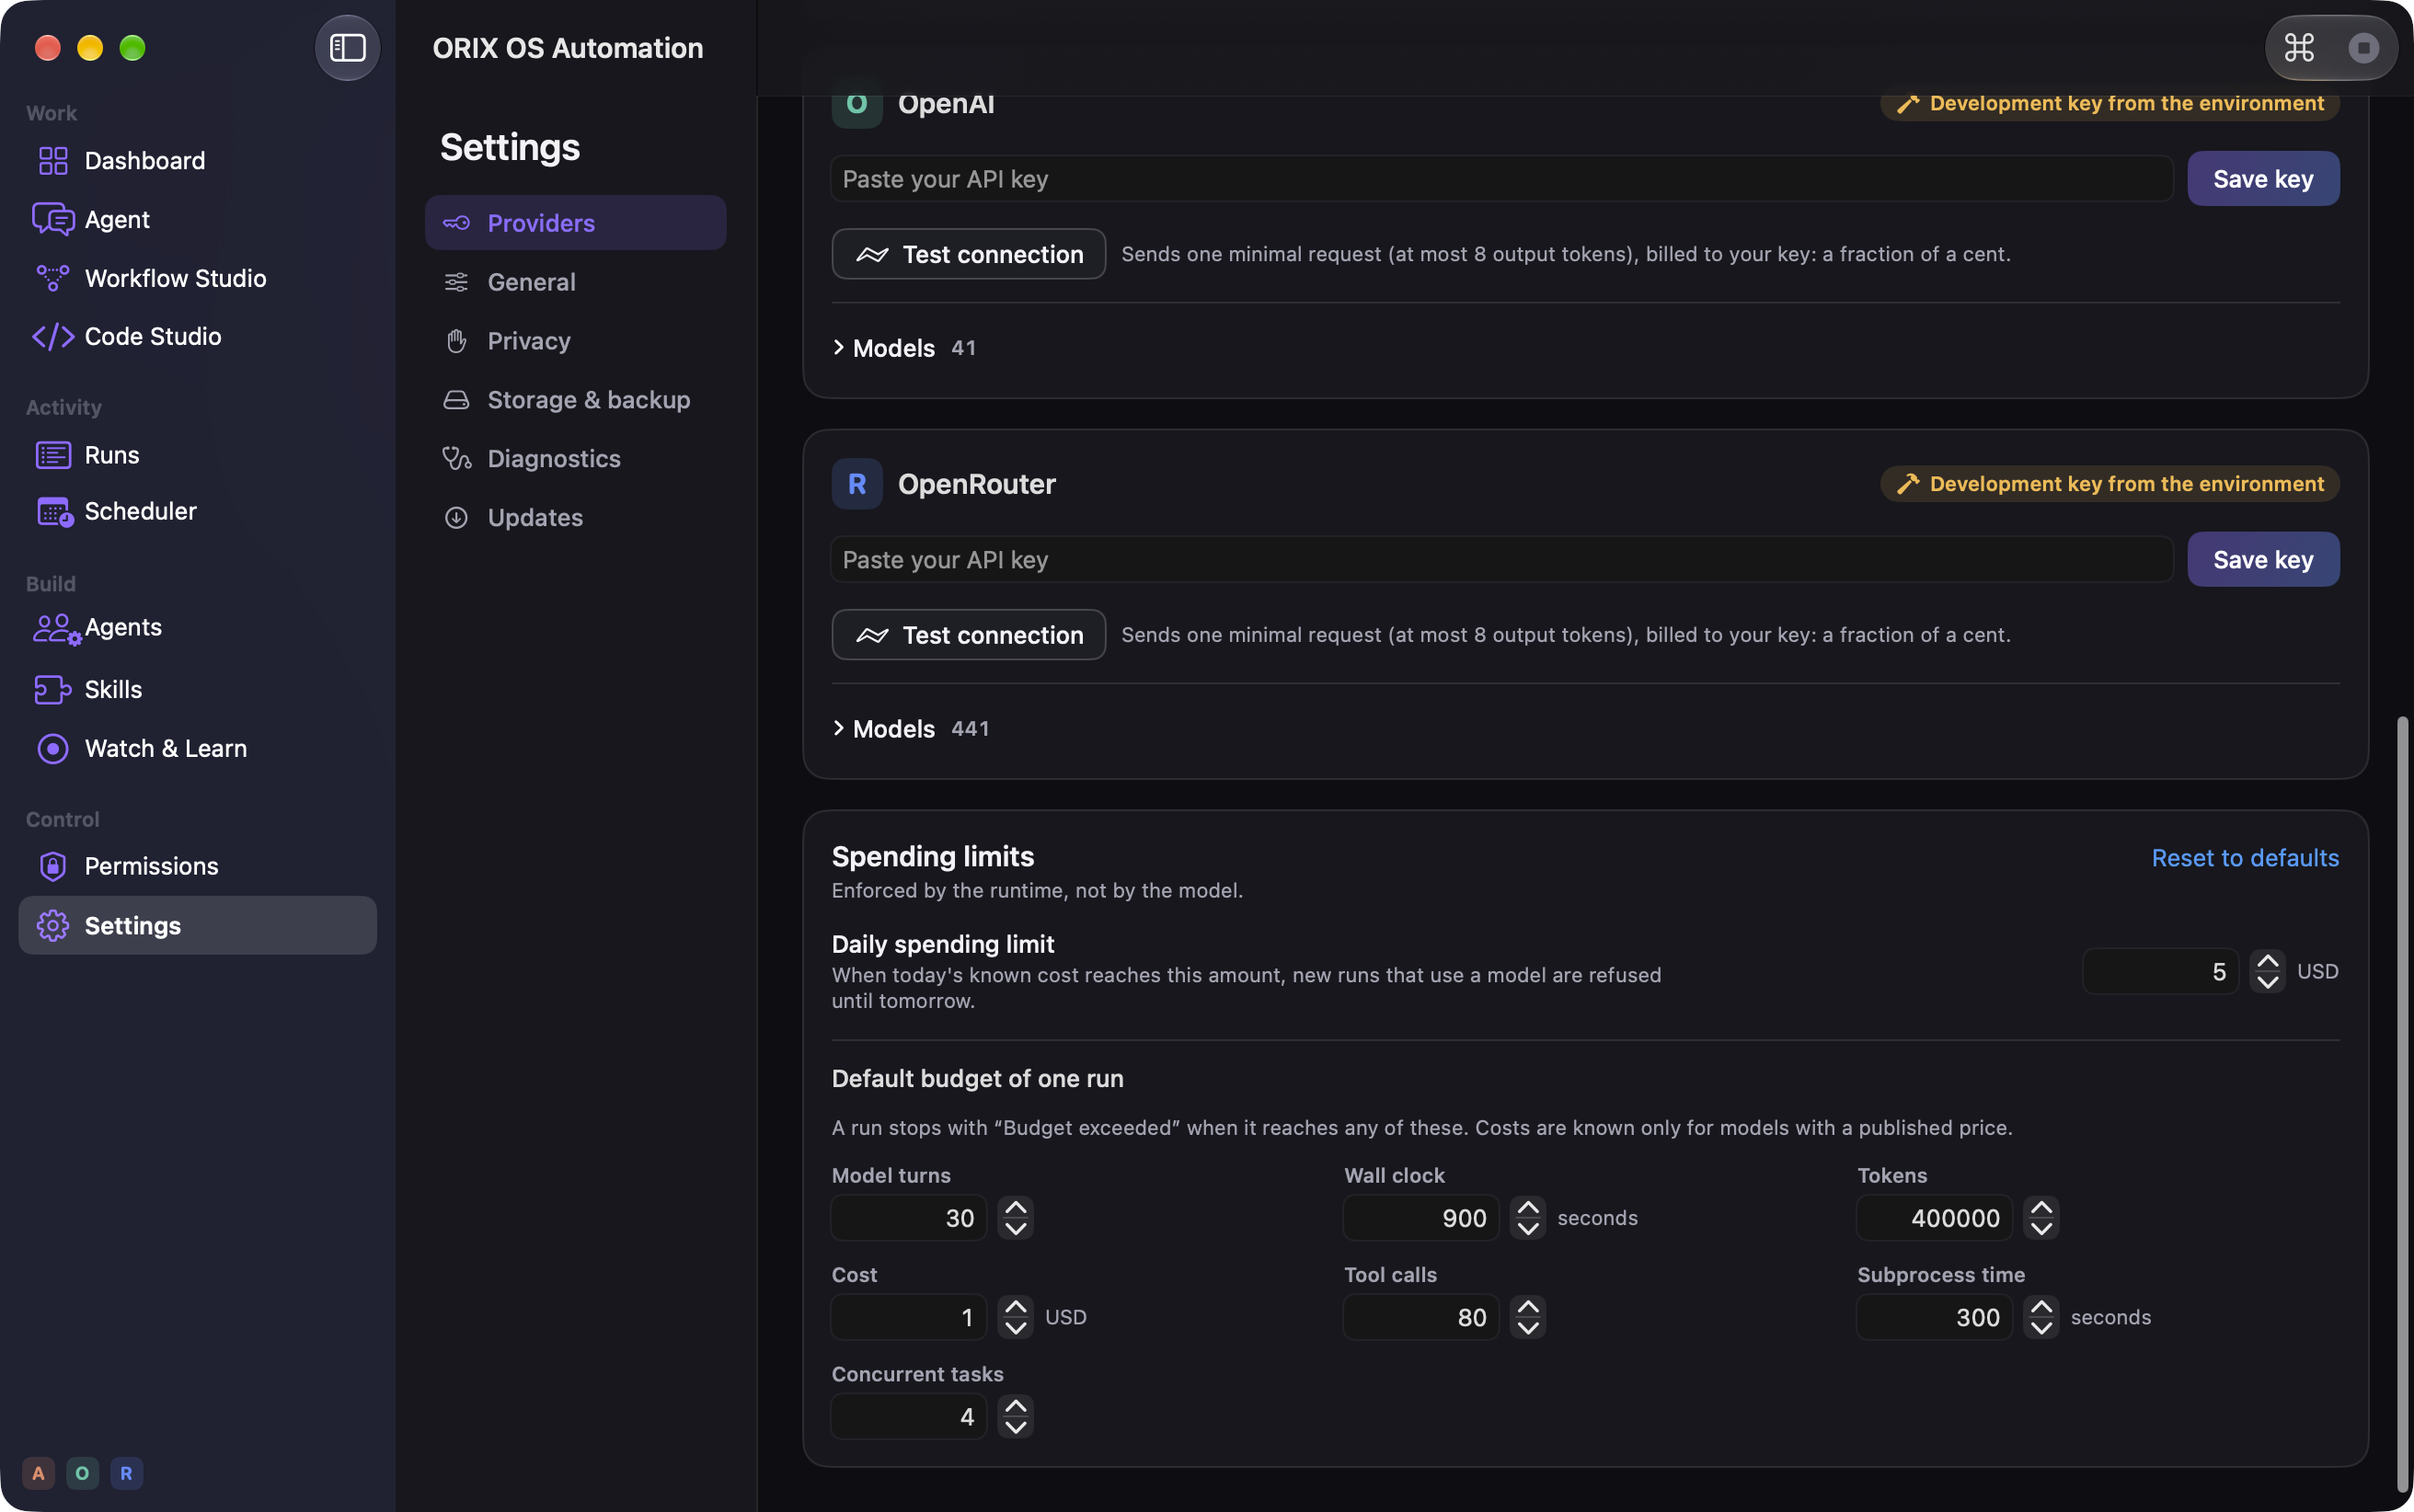 ORIX OS Automation
Work
Dashboard
Agent
Workflow Studio
Code Studio
Activity
Runs
Scheduler
Build
Agents
Skills
Watch & Learn
Control
Permissions
Settings
A O R
Settings
Providers
General
Privacy
Storage & backup
Diagnostics
Updates
O OpenAI
Development key from the environment
Paste your API key
Save key
Test connection
Sends one minimal request (at most 8 output tokens), billed to your key: a fraction of a cent.
Models 41
R OpenRouter
Development key from the environment
Paste your API key
Save key
Test connection
Sends one minimal request (at most 8 output tokens), billed to your key: a fraction of a cent.
Models 441
Spending limits
Reset to defaults
Enforced by the runtime, not by the model.
Daily spending limit
When today's known cost reaches this amount, new runs that use a model are refused
until tomorrow.
5 USD
Default budget of one run
A run stops with “Budget exceeded” when it reaches any of these. Costs are known only for models with a published price.
Model turns
30
Wall clock
900 seconds
Tokens
400000
Cost
1 USD
Tool calls
80
Subprocess time
300 seconds
Concurrent tasks
4